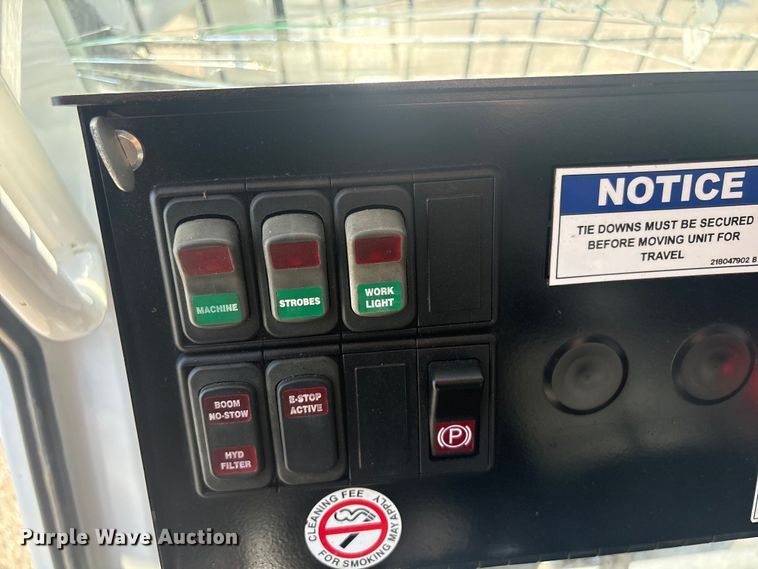 NOTICE
TIE DOWNS MUST BE SECURED
BEFORE MOVING UNIT FOR
TRAVEL
218047902 B
MACHINE
STROBES
WORK
LIGHT
BOOM
NO-STOW
HYD
FILTER
E-STOP
ACTIVE
P
CLEANING FEE
FOR SMOKING MAY APPLY
Purple Wave Auction